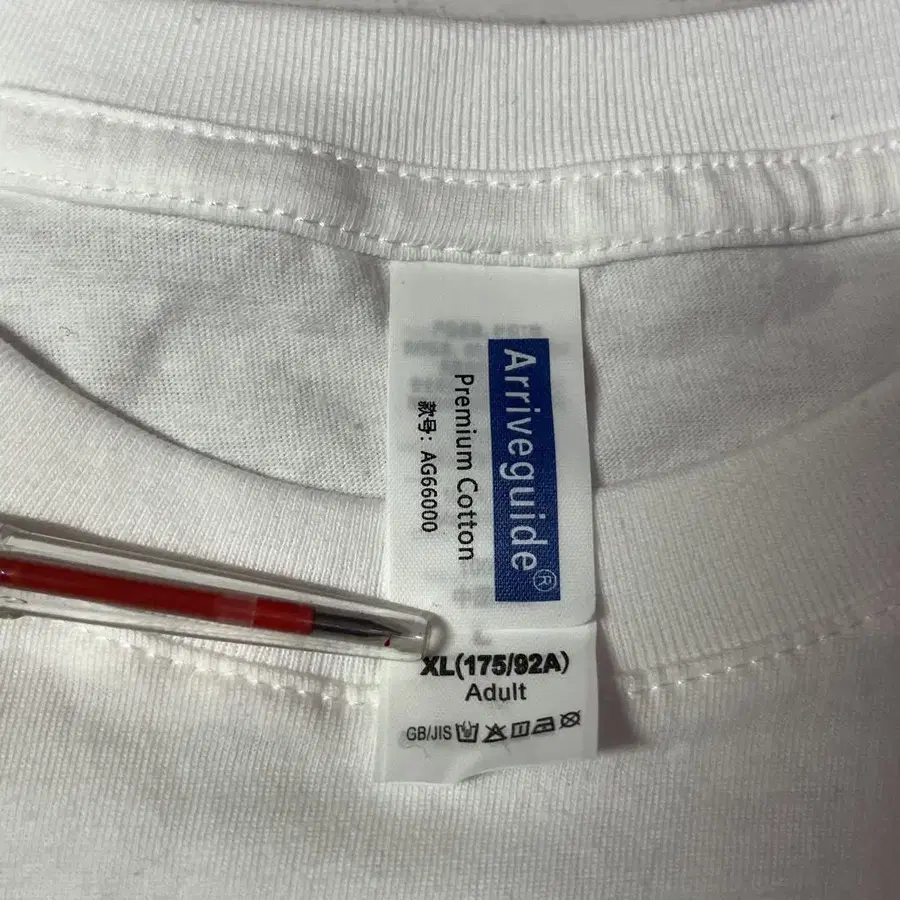 Arriveguide®
Premium Cotton
款号：AG66000
XL(175/92A)
Adult
GB/JIS